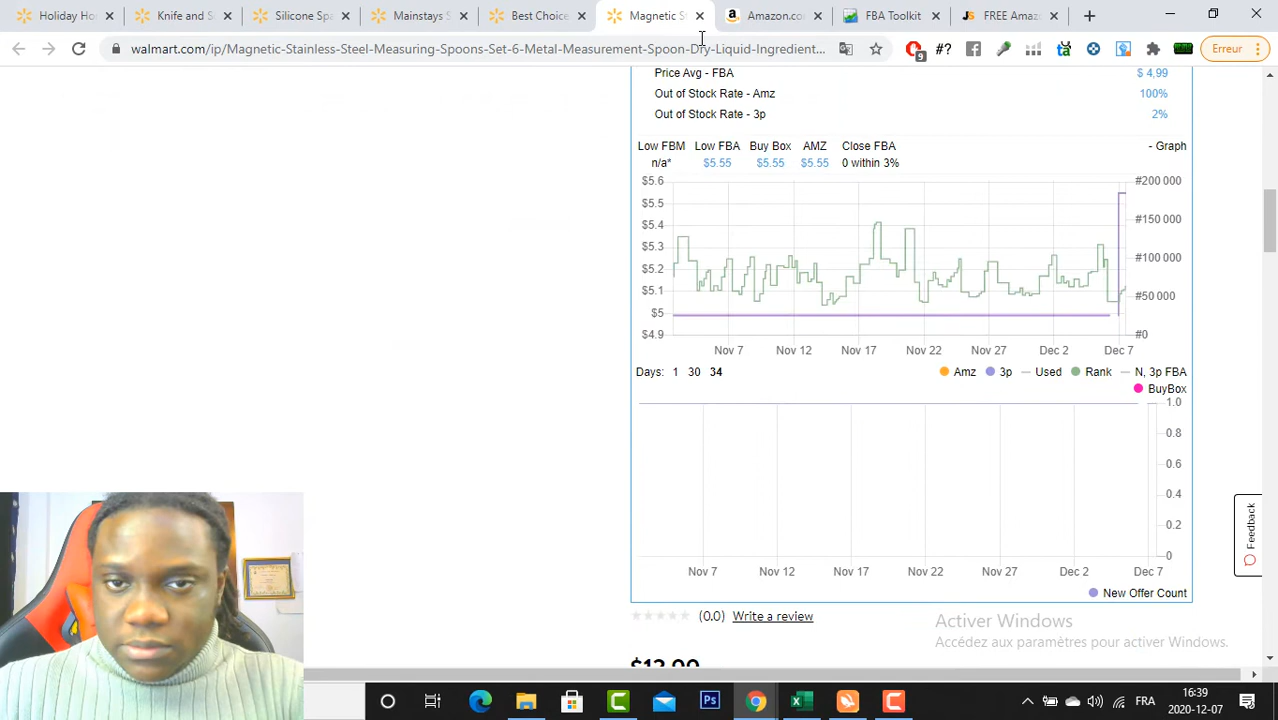 Holiday Ho
Knife and S
Silicone Spa
Mainstays S
Best Choice
Magnetic S
Amazon.co
FBA Toolkit
FREE Amaz
walmart.com/ip/Magnetic-Stainless-Steel-Measuring-Spoons-Set-6-Metal-Measurement-Spoon-Dry-Liquid-Ingredient...
9
#?
Erreur
Price Avg - FBA $ 4,99
Out of Stock Rate - Amz 100%
Out of Stock Rate - 3p 2%
Low FBM Low FBA Buy Box AMZ Close FBA - Graph
n/a* $5.55 $5.55 $5.55 0 within 3%
$5.6 #200 000
$5.5
$5.4 #150 000
$5.3
$5.2 #100 000
$5.1 #50 000
$5
$4.9 #0
Nov 7 Nov 12 Nov 17 Nov 22 Nov 27 Dec 2 Dec 7
Days: 1 30 34 Amz 3p Used Rank N, 3p FBA
BuyBox
1.0
0.8
0.6
0.4
0.2
0
Nov 7 Nov 12 Nov 17 Nov 22 Nov 27 Dec 2 Dec 7
New Offer Count
Feedback
(0.0) Write a review
Activer Windows
Accédez aux paramètres pour activer Windows.
FRA
16:39
2020-12-07